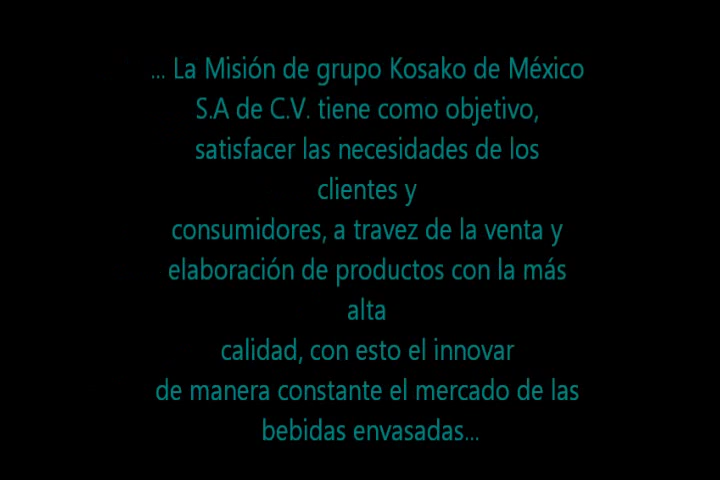 ... La Misión de grupo Kosako de México
S.A de C.V. tiene como objetivo,
satisfacer las necesidades de los
clientes y
consumidores, a travez de la venta y
elaboración de productos con la más
alta
calidad, con esto el innovar
de manera constante el mercado de las
bebidas envasadas...